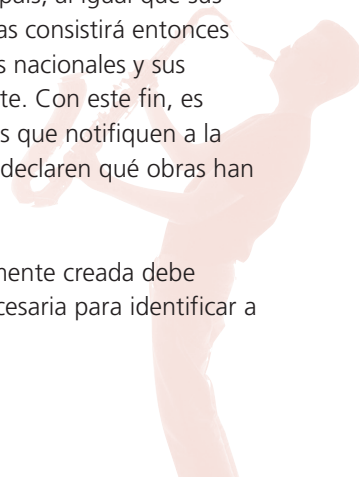 país, al igual que sus
as consistirá entonces
s nacionales y sus
te. Con este fin, es
s que notifiquen a la
declaren qué obras han
mente creada debe
cesaria para identificar a